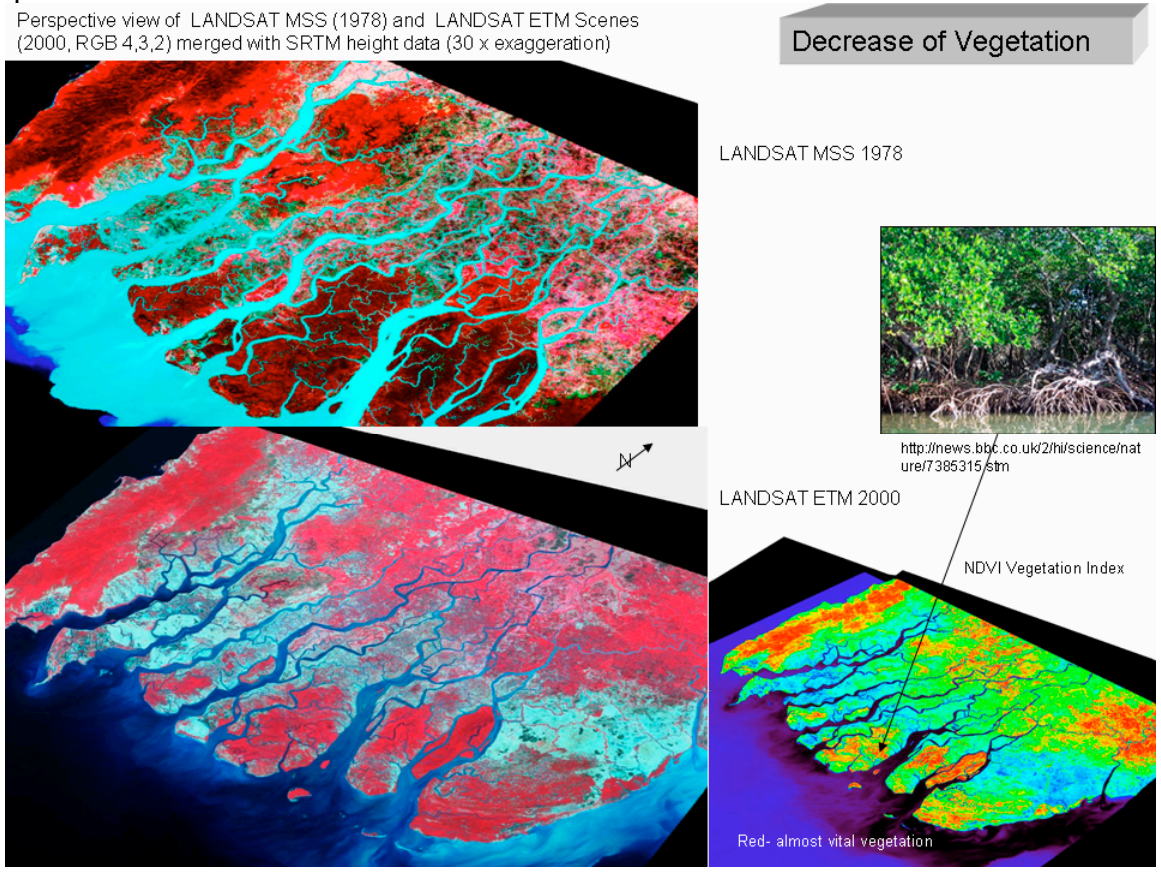 Perspective view of LANDSAT MSS (1978) and LANDSAT ETM Scenes
(2000, RGB 4,3,2) merged with SRTM height data (30 x exaggeration)
Decrease of Vegetation
LANDSAT MSS 1978
http://news.bbc.co.uk/2/hi/science/nat
ure/7385315.stm
N
LANDSAT ETM 2000
NDVI Vegetation Index
Red- almost vital vegetation